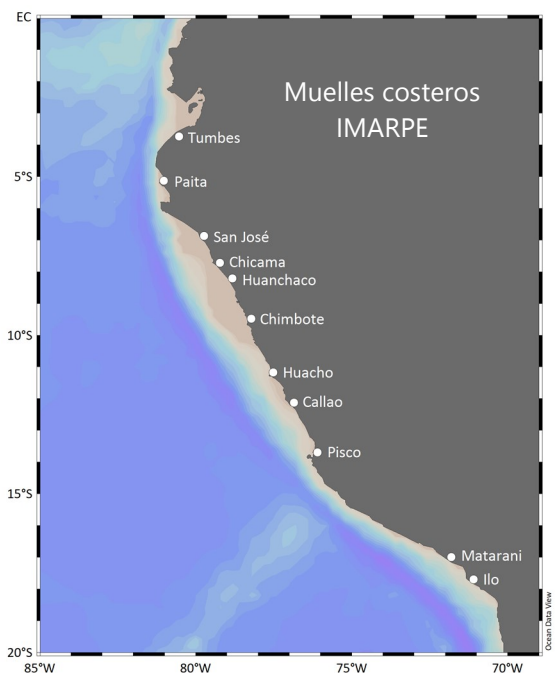 EC
Muelles costeros
IMARPE
Tumbes
5°S
Paita
San José
Chicama
Huanchaco
Chimbote
10°S
Huacho
Callao
Pisco
15°S
Matarani
Ilo
Ocean Data View
20°S
85°W
80°W
75°W
70°W